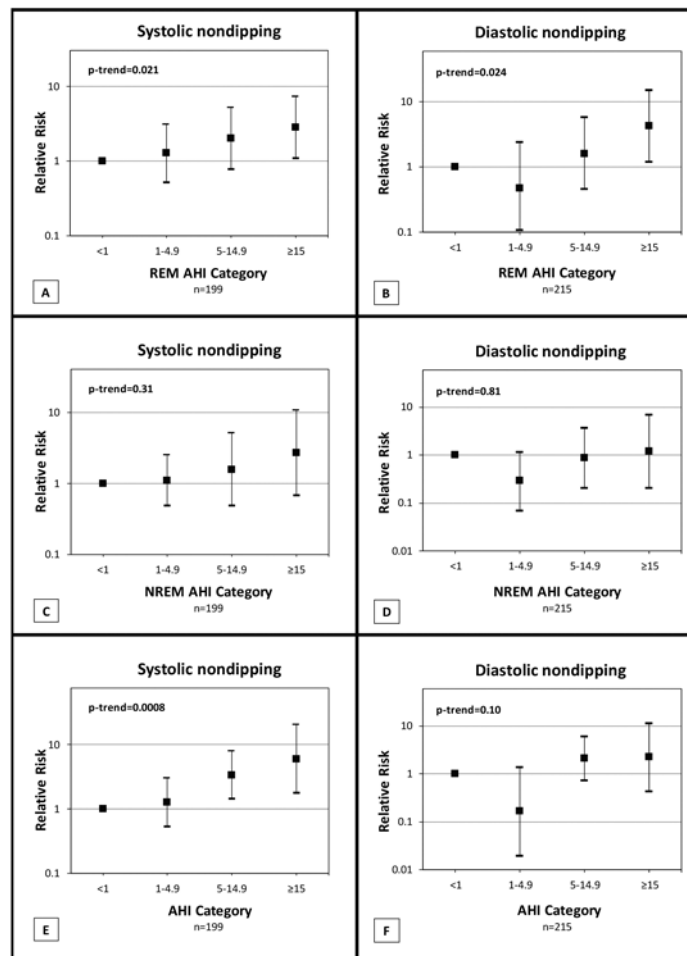 Systolic nondipping
p-trend=0.021
10
1
0.1
Relative Risk
<1 1-4.9 5-14.9 ≥15
REM AHI Category
n=199
A
Diastolic nondipping
p-trend=0.024
10
1
0.1
Relative Risk
<1 1-4.9 5-14.9 ≥15
REM AHI Category
n=215
B
Systolic nondipping
p-trend=0.31
10
1
0.1
Relative Risk
<1 1-4.9 5-14.9 ≥15
NREM AHI Category
n=199
C
Diastolic nondipping
p-trend=0.81
10
1
0.1
0.01
Relative Risk
<1 1-4.9 5-14.9 ≥15
NREM AHI Category
n=215
D
Systolic nondipping
p-trend=0.0008
10
1
0.1
Relative Risk
<1 1-4.9 5-14.9 ≥15
AHI Category
n=199
E
Diastolic nondipping
p-trend=0.10
10
1
0.1
0.01
Relative Risk
<1 1-4.9 5-14.9 ≥15
AHI Category
n=215
F